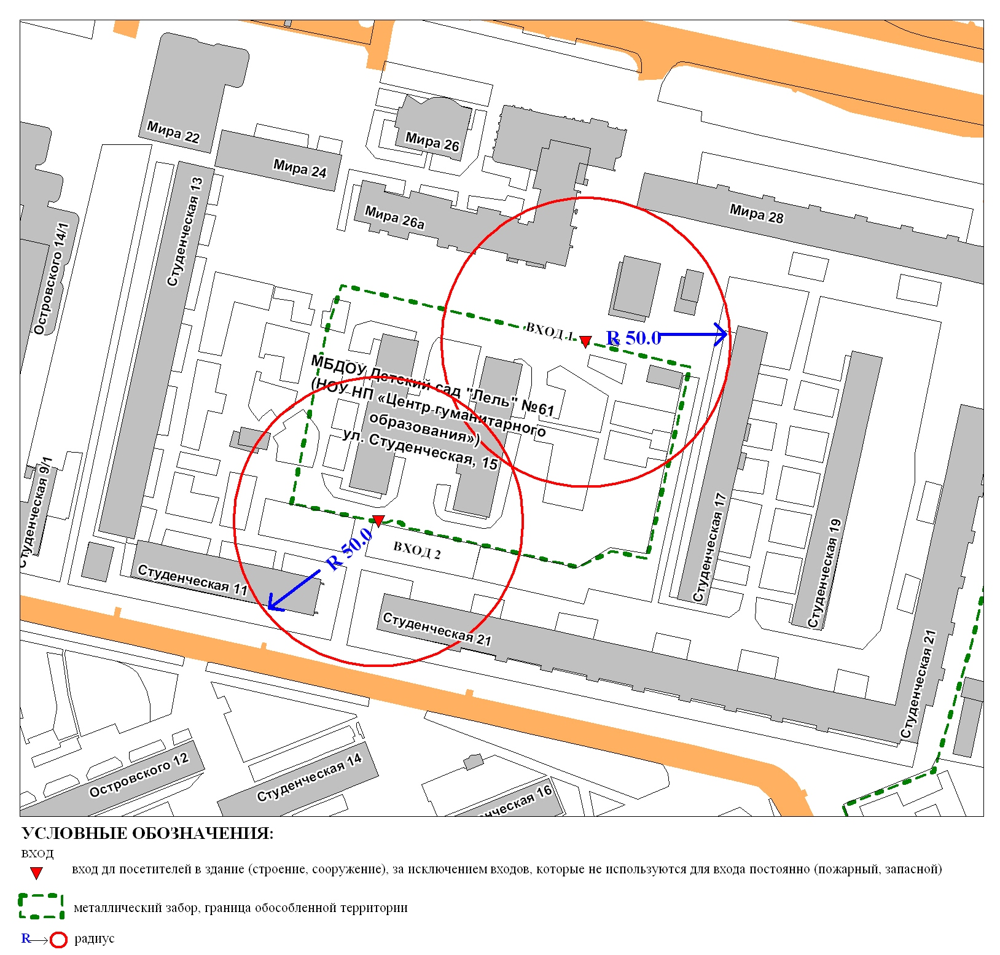 Мира 22
Мира 24
Мира 26
Мира 26а
Мира 28
Студенческая 13
Островского 14/1
ВХОД 1
R 50.0
МБДОУ Детский сад "Лель" №61
(НОУ НП «Центр гуманитарного
образования»)
ул. Студенческая, 15
Студенческая 9/1
Студенческая 17
Студенческая 19
R 50.0
ВХОД 2
Студенческая 11
Студенческая 21
Студенческая 21
Островского 12
Студенческая 14
нческая 16
УСЛОВНЫЕ ОБОЗНАЧЕНИЯ:
ВХОД
вход дл посетителей в здание (строение, сооружение), за исключением входов, которые не используются для входа постоянно (пожарный, запасной)
металлический забор, граница обособленной территории
R радиус